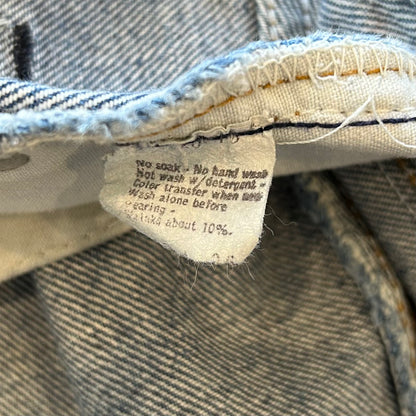 No soak - No hand wash
Hot wash w/detergent -
Color transfer when new
Wash alone before
wearing -
Shrinks about 10%.